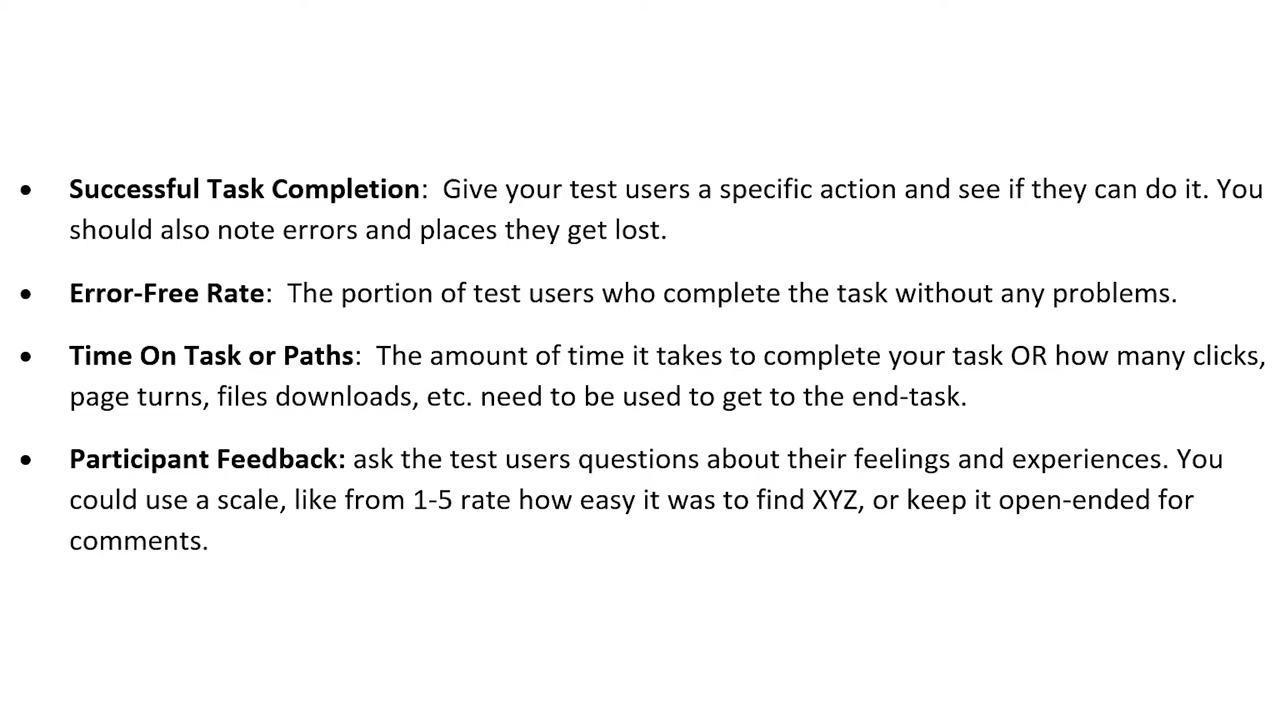 • Successful Task Completion:  Give your test users a specific action and see if they can do it. You
should also note errors and places they get lost.
• Error-Free Rate:  The portion of test users who complete the task without any problems.
• Time On Task or Paths:  The amount of time it takes to complete your task OR how many clicks,
page turns, files downloads, etc. need to be used to get to the end-task.
• Participant Feedback: ask the test users questions about their feelings and experiences. You
could use a scale, like from 1-5 rate how easy it was to find XYZ, or keep it open-ended for
comments.